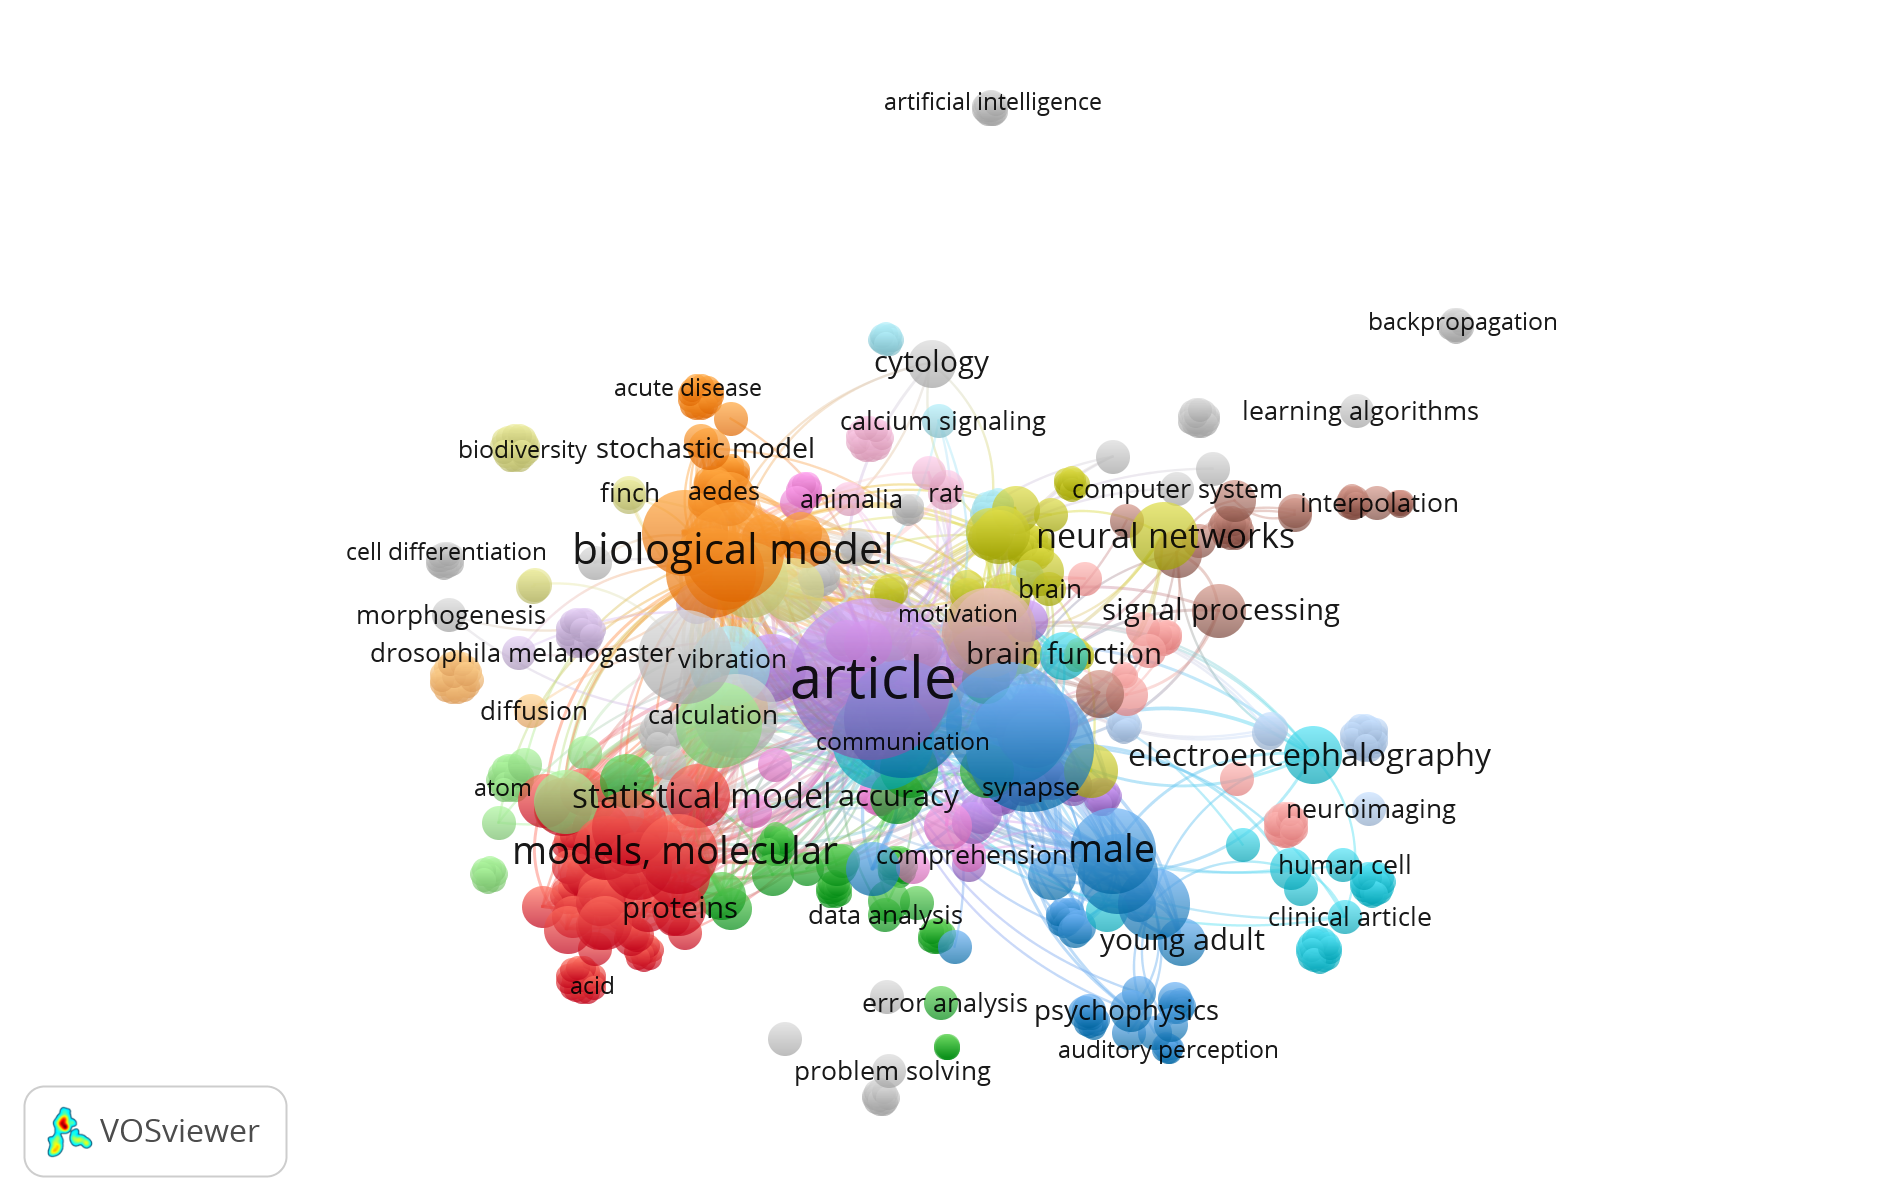 artificial intelligence
backpropagation
cytology
acute disease
learning algorithms
calcium signaling
biodiversity
stochastic model
finch
aedes
animalia
rat
computer system
interpolation
neural networks
cell differentiation
biological model
brain
morphogenesis
motivation
signal processing
drosophila melanogaster
vibration
brain function
article
diffusion
calculation
communication
electroencephalography
atom
synapse
statistical model
accuracy
neuroimaging
models, molecular
comprehension
male
human cell
proteins
data analysis
clinical article
young adult
acid
error analysis
psychophysics
auditory perception
problem solving
VOSviewer